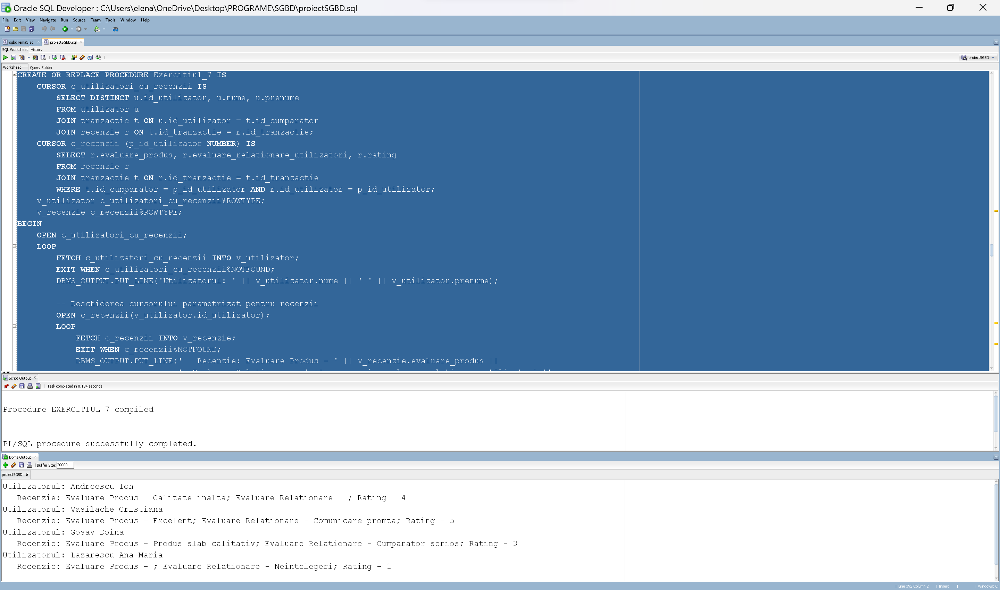 Oracle SQL Developer : C:\Users\elena\OneDrive\Desktop\PROGRAME\SGBD\proiectSGBD.sql
File Edit View Navigate Run Source Team Tools Window Help
sgbdTema3.sql proiectSGBD.sql
SQL Worksheet History
proiectSGBD
Worksheet Query Builder
CREATE OR REPLACE PROCEDURE Exercitiul_7 IS
    CURSOR c_utilizatori_cu_recenzii IS
        SELECT DISTINCT u.id_utilizator, u.nume, u.prenume
        FROM utilizator u
        JOIN tranzactie t ON u.id_utilizator = t.id_cumparator
        JOIN recenzie r ON t.id_tranzactie = r.id_tranzactie;
    CURSOR c_recenzii (p_id_utilizator NUMBER) IS
        SELECT r.evaluare_produs, r.evaluare_relationare_utilizatori, r.rating
        FROM recenzie r
        JOIN tranzactie t ON r.id_tranzactie = t.id_tranzactie
        WHERE t.id_cumparator = p_id_utilizator AND r.id_utilizator = p_id_utilizator;
    v_utilizator c_utilizatori_cu_recenzii%ROWTYPE;
    v_recenzie c_recenzii%ROWTYPE;
BEGIN
    OPEN c_utilizatori_cu_recenzii;
    LOOP
        FETCH c_utilizatori_cu_recenzii INTO v_utilizator;
        EXIT WHEN c_utilizatori_cu_recenzii%NOTFOUND;
        DBMS_OUTPUT.PUT_LINE('Utilizatorul: ' || v_utilizator.nume || ' ' || v_utilizator.prenume);
        -- Deschiderea cursorului parametrizat pentru recenzii
        OPEN c_recenzii(v_utilizator.id_utilizator);
        LOOP
            FETCH c_recenzii INTO v_recenzie;
            EXIT WHEN c_recenzii%NOTFOUND;
            DBMS_OUTPUT.PUT_LINE('   Recenzie: Evaluare Produs - ' || v_recenzie.evaluare_produs ||
Script Output
Task completed in 0.184 seconds
Procedure EXERCITIUL_7 compiled
PL/SQL procedure successfully completed.
Dbms Output
Buffer Size: 20000
proiectSGBD
Utilizatorul: Andreescu Ion
   Recenzie: Evaluare Produs - Calitate inalta; Evaluare Relationare - ; Rating - 4
Utilizatorul: Vasilache Cristiana
   Recenzie: Evaluare Produs - Excelent; Evaluare Relationare - Comunicare promta; Rating - 5
Utilizatorul: Gosav Doina
   Recenzie: Evaluare Produs - Produs slab calitativ; Evaluare Relationare - Cumparator serios; Rating - 3
Utilizatorul: Lazarescu Ana-Maria
   Recenzie: Evaluare Produs - ; Evaluare Relationare - Neintelegeri; Rating - 1
Line 392 Column 2 Insert Windows: